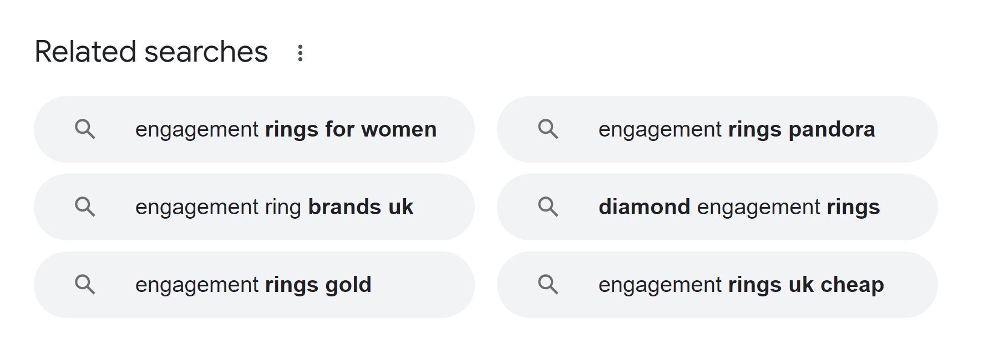 Related searches
engagement rings for women
engagement rings pandora
engagement ring brands uk
diamond engagement rings
engagement rings gold
engagement rings uk cheap